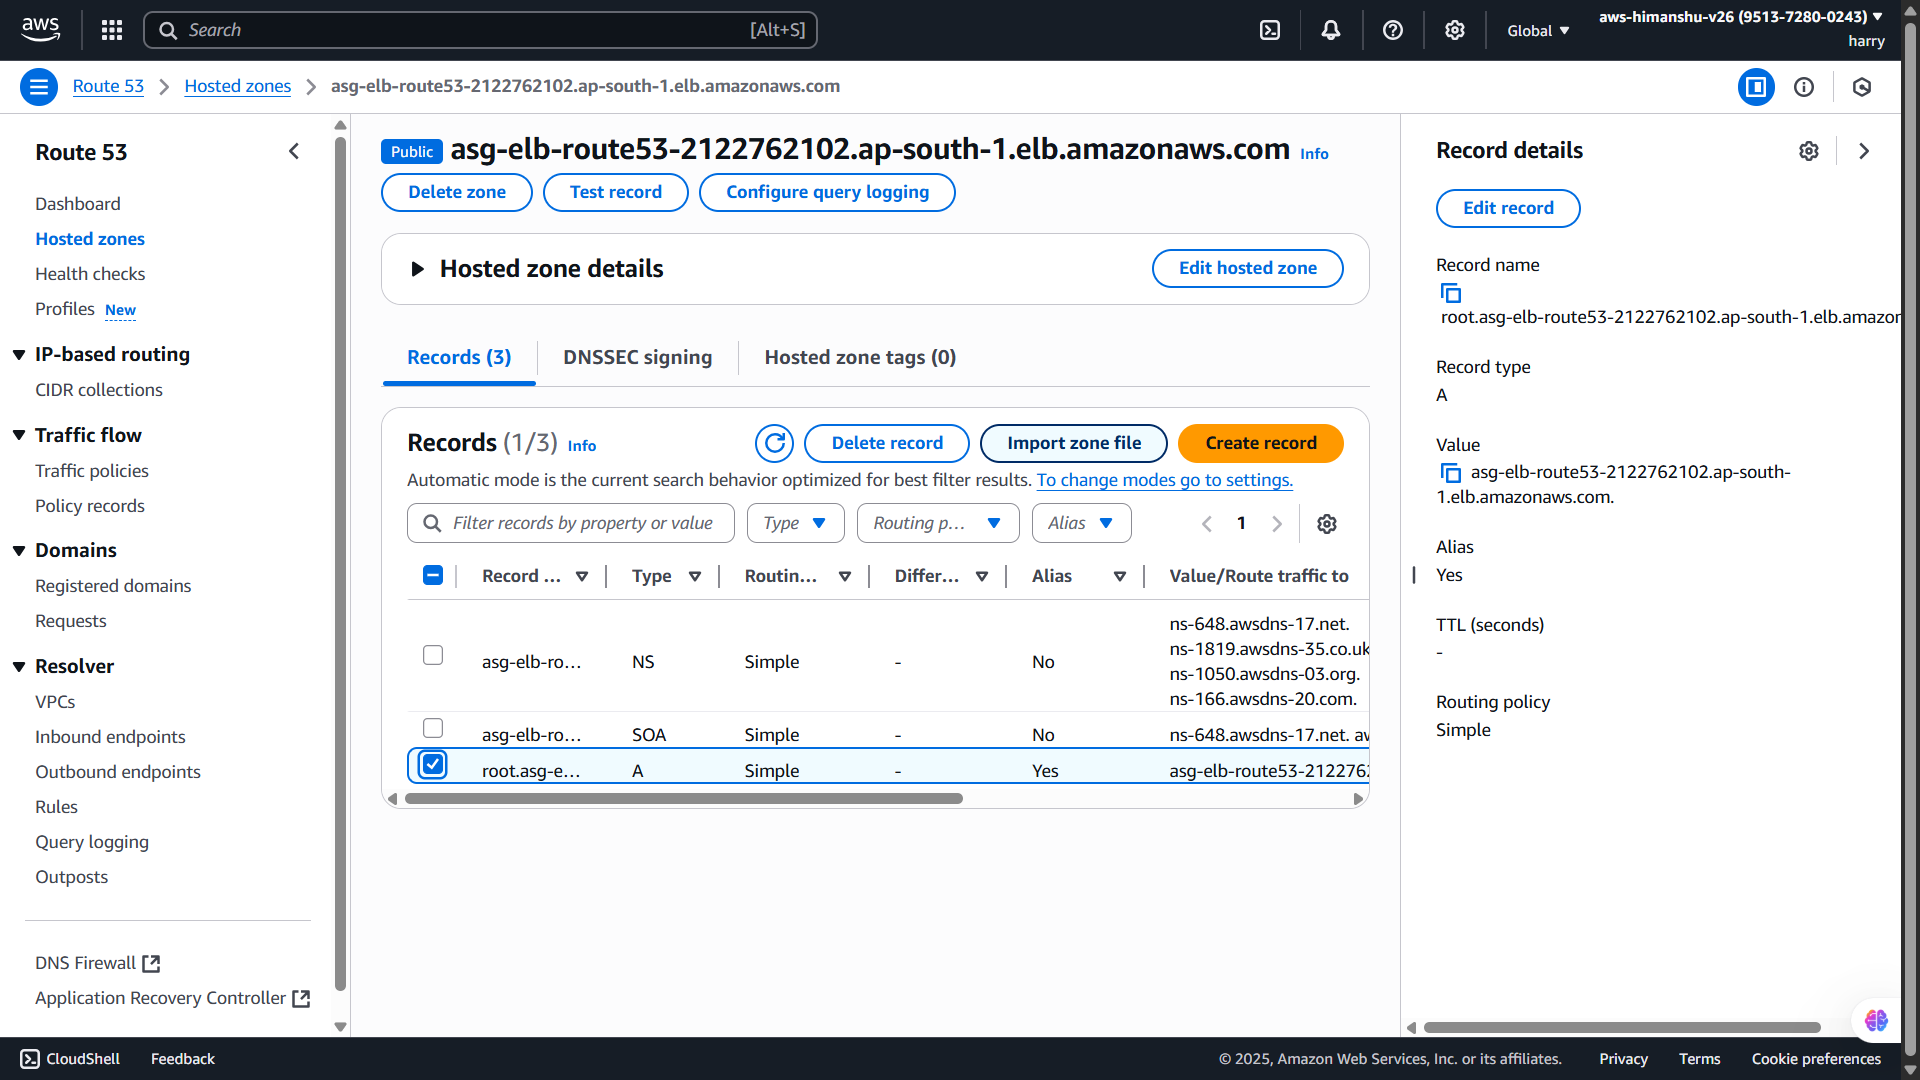 aws
Search
[Alt+S]
Global
aws-himanshu-v26 (9513-7280-0243)
harry
Route 53
Hosted zones
asg-elb-route53-2122762102.ap-south-1.elb.amazonaws.com
Route 53
Dashboard
Hosted zones
Health checks
Profiles New
IP-based routing
CIDR collections
Traffic flow
Traffic policies
Policy records
Domains
Registered domains
Requests
Resolver
VPCs
Inbound endpoints
Outbound endpoints
Rules
Query logging
Outposts
DNS Firewall
Application Recovery Controller
Public asg-elb-route53-2122762102.ap-south-1.elb.amazonaws.com Info
Delete zone
Test record
Configure query logging
Hosted zone details
Edit hosted zone
Records (3)
DNSSEC signing
Hosted zone tags (0)
Records (1/3) Info
Delete record
Import zone file
Create record
Automatic mode is the current search behavior optimized for best filter results. To change modes go to settings.
Filter records by property or value
Type
Routing p...
Alias
1
Record ... Type Routin... Differ... Alias Value/Route traffic to
asg-elb-ro... NS Simple - No
ns-648.awsdns-17.net.
ns-1819.awsdns-35.co.uk
ns-1050.awsdns-03.org.
ns-166.awsdns-20.com.
asg-elb-ro... SOA Simple - No ns-648.awsdns-17.net. aw
root.asg-e... A Simple - Yes asg-elb-route53-212276
Record details
Edit record
Record name
root.asg-elb-route53-2122762102.ap-south-1.elb.amazon
Record type
A
Value
asg-elb-route53-2122762102.ap-south-
1.elb.amazonaws.com.
Alias
Yes
TTL (seconds)
-
Routing policy
Simple
CloudShell
Feedback
© 2025, Amazon Web Services, Inc. or its affiliates.
Privacy
Terms
Cookie preferences